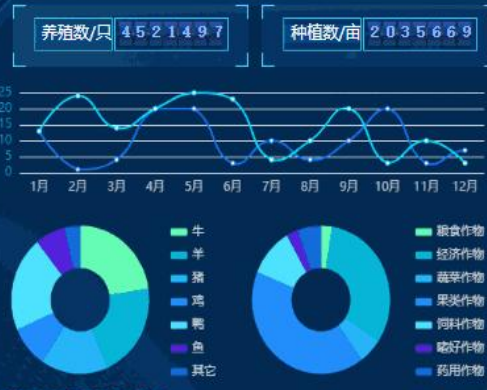 养殖数/只 4521497
种植数/亩 2035669
25
20
15
10
5
0
1月 2月 3月 4月 5月 6月 7月 8月 9月 10月 11月 12月
牛 粮食作物
羊 经济作物
猪 蔬菜作物
鸡 果类作物
鸭 饲料作物
鱼 嗜好作物
其它 药用作物